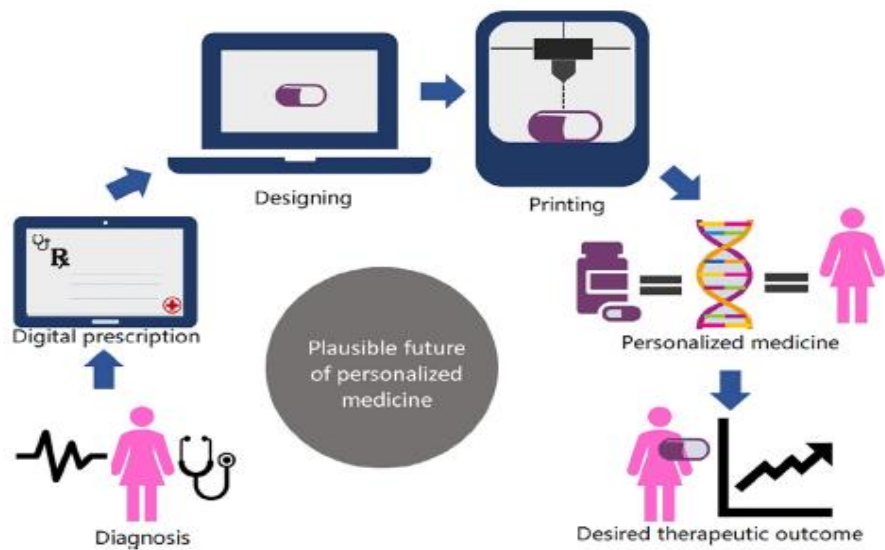 Designing
Printing
Rx
Digital prescription
Plausible future
of personalized
medicine
Personalized medicine
Diagnosis
Desired therapeutic outcome